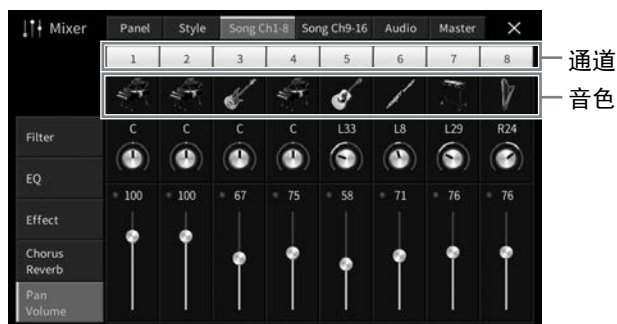 Mixer
Panel Style Song Ch1-8 Song Ch9-16 Audio Master ×
1 2 3 4 5 6 7 8
通道
音色
Filter
C C C C L33 L8 L29 R24
EQ
100 100 67 75 58 71 76 76
Effect
Chorus
Reverb
Pan
Volume